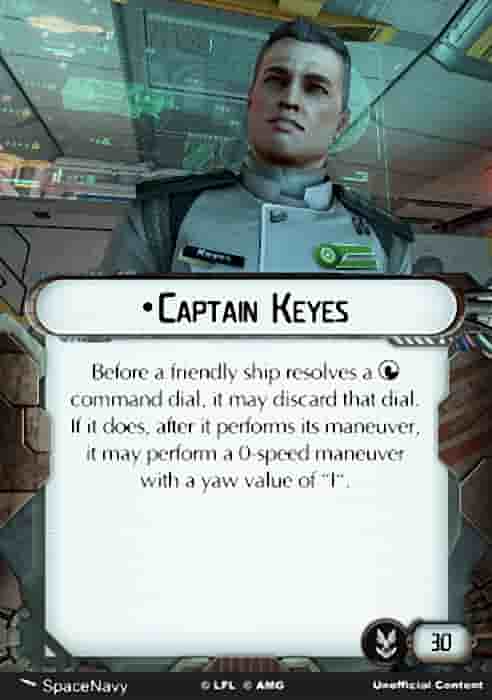 Keyes
•Captain Keyes
Before a friendly ship resolves a
command dial, it may discard that dial.
If it does, after it performs its maneuver,
it may perform a 0-speed maneuver
with a yaw value of "I".
30
SpaceNavy
© LFL © AMG
Unofficial Content